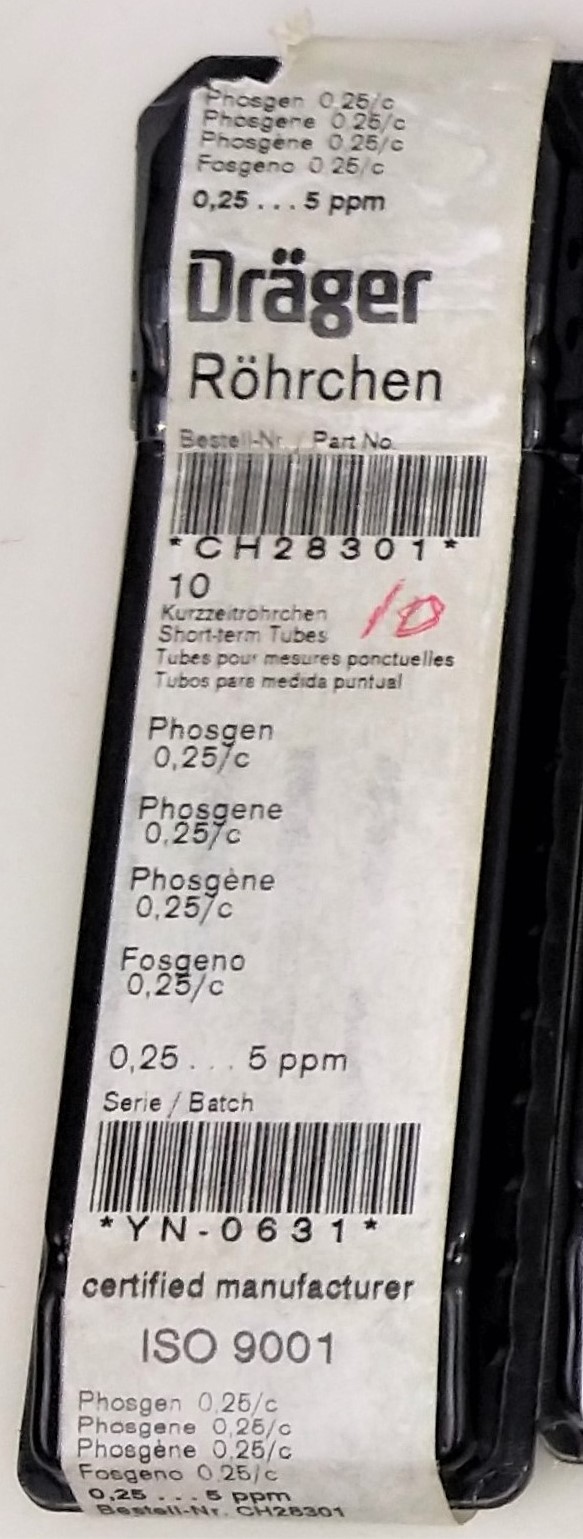 Phosgen 0,25/c
Phosgene 0,25/c
Phosgène 0,25/c
Fosgeno 0,25/c
0,25 . . . 5 ppm
Dräger
Röhrchen
Bestell-Nr. / Part No.
*CH28301*
10
10
Kurzzeitröhrchen
Short-term Tubes
Tubes pour mesures ponctuelles
Tubos para medida puntual
Phosgen
0,25/c
Phosgene
0,25/c
Phosgène
0,25/c
Fosgeno
0,25/c
0,25 . . . 5 ppm
Serie / Batch
*YN-0631*
certified manufacturer
ISO 9001
Phosgen 0,25/c
Phosgene 0,25/c
Phosgène 0,25/c
Fosgeno 0,25/c
0,25 . . . 5 ppm
Bestell-Nr. CH28301